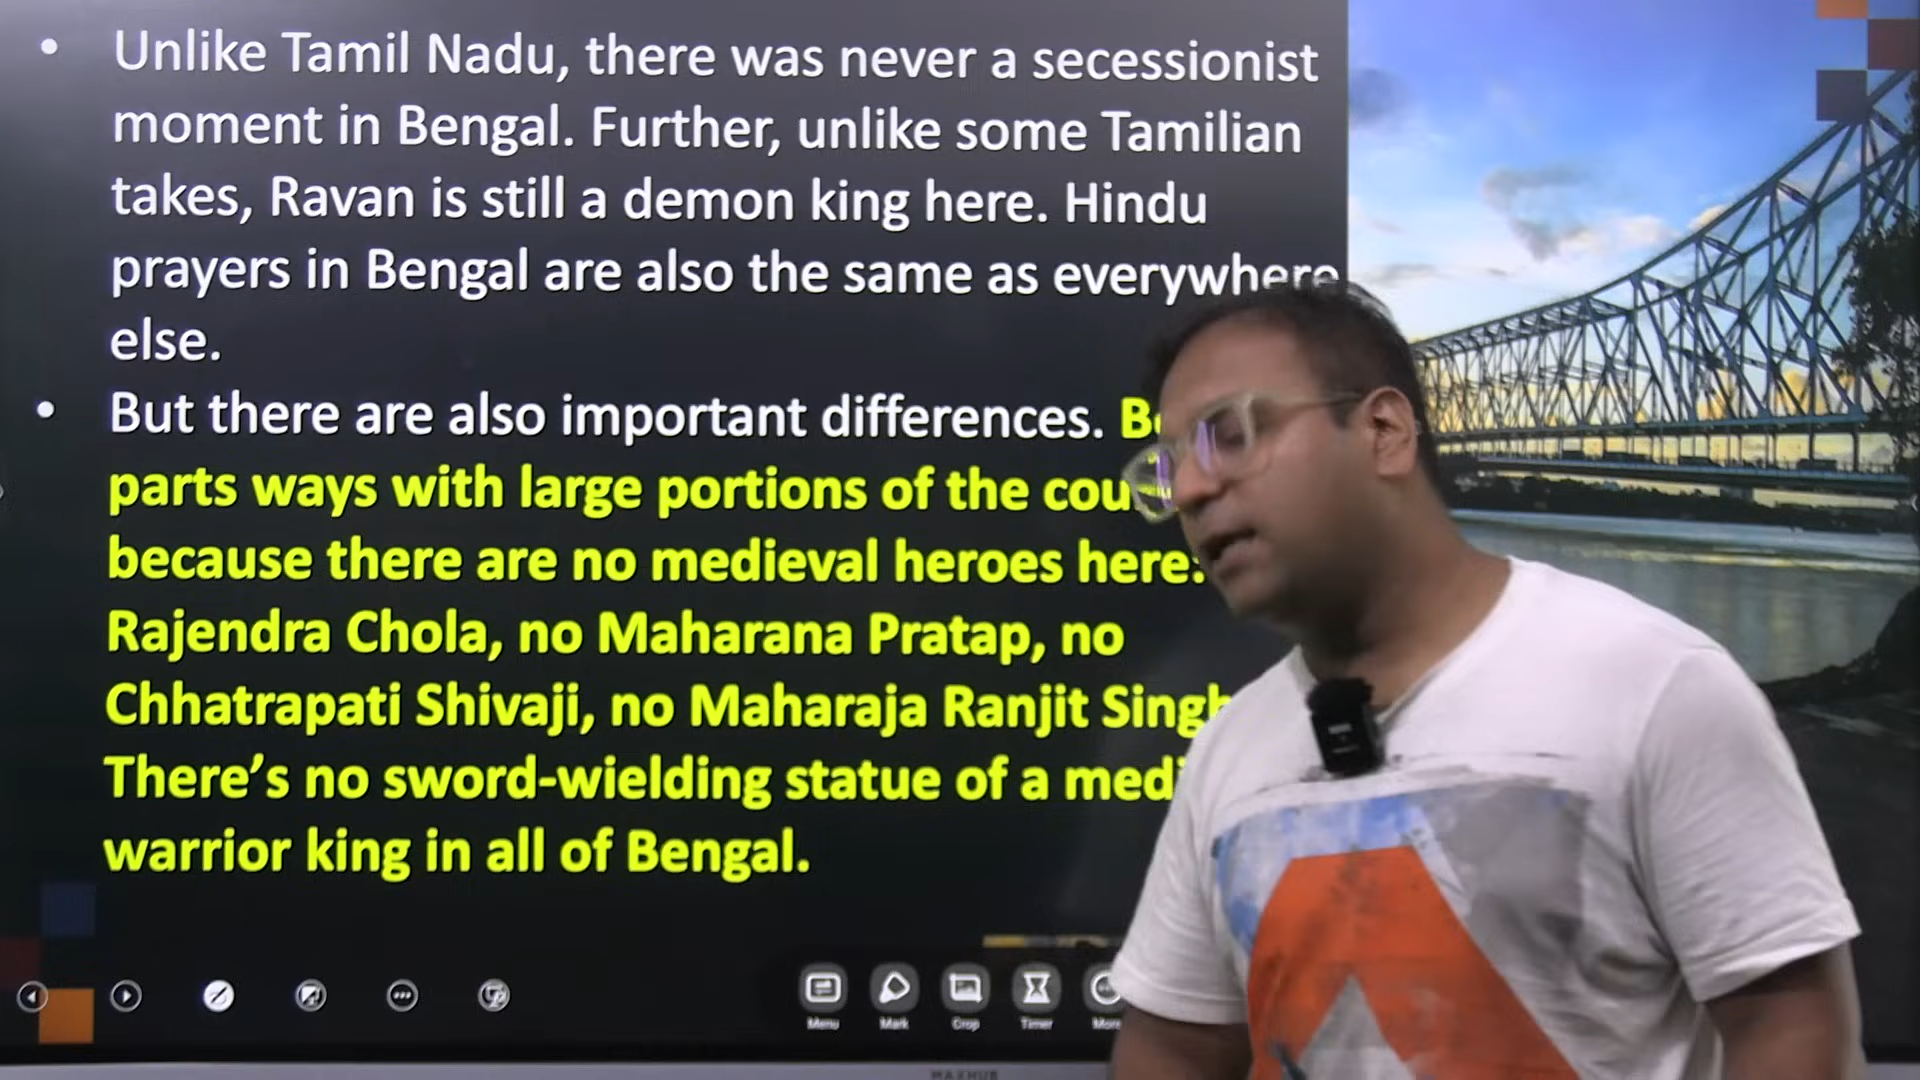 • Unlike Tamil Nadu, there was never a secessionist
moment in Bengal. Further, unlike some Tamilian
takes, Ravan is still a demon king here. Hindu
prayers in Bengal are also the same as everywhere
else.
• But there are also important differences.
parts ways with large portions of the
because there are no medieval heroes here:
Rajendra Chola, no Maharana Pratap, no
Chhatrapati Shivaji, no Maharaja Ranjit Singh
There's no sword-wielding statue of a
warrior king in all of Bengal.
Menu Mark Crop Timer More
MAXHUB